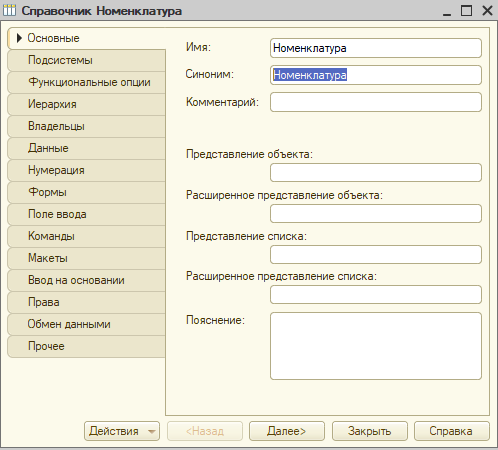 Справочник Номенклатура
Основные
Подсистемы
Функциональные опции
Иерархия
Владельцы
Данные
Нумерация
Формы
Поле ввода
Команды
Макеты
Ввод на основании
Права
Обмен данными
Прочее
Имя: Номенклатура
Синоним: Номенклатура
Комментарий:
Представление объекта:
Расширенное представление объекта:
Представление списка:
Расширенное представление списка:
Пояснение:
Действия <Назад Далее> Закрыть Справка